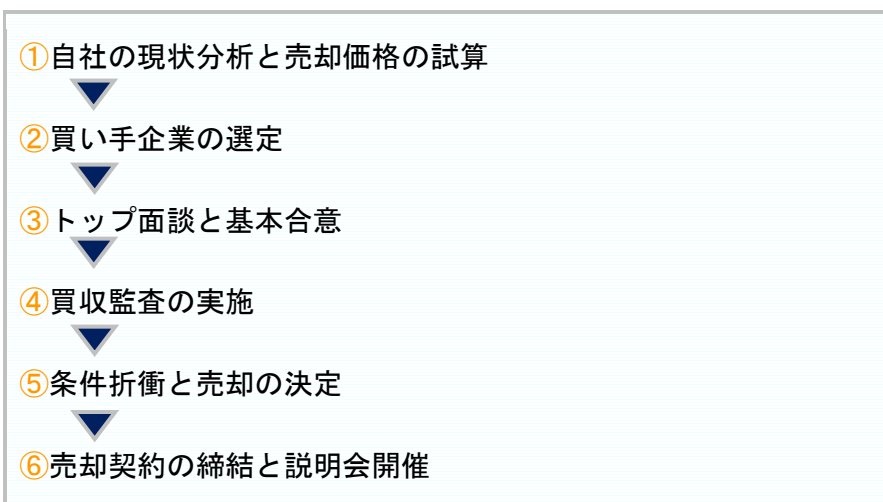 ①自社の現状分析と売却価格の試算
②買い手企業の選定
③トップ面談と基本合意
④買収監査の実施
⑤条件折衝と売却の決定
⑥売却契約の締結と説明会開催